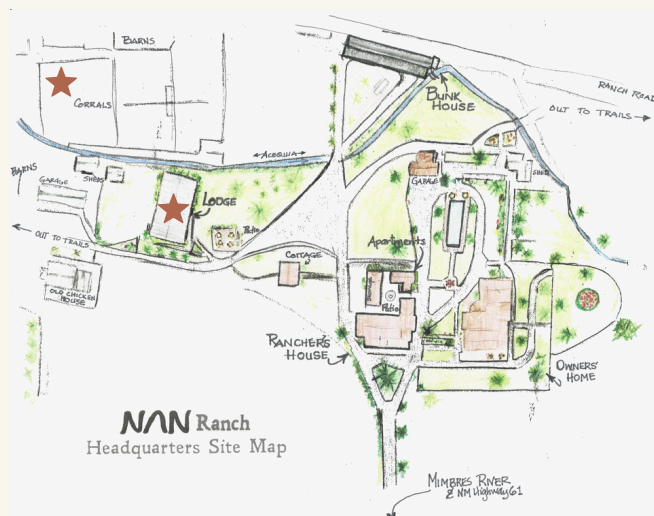 BARNS
CORRALS
BUNK
HOUSE
RANCH ROAD
OUT TO TRAILS
ACEQUIA
BARNS
GARAGE
SHEDS
LODGE
Patio
GARAGE
SHED
OUT TO TRAILS
COTTAGE
Apartments
OLD CHICKEN
HOUSE
Patio
RANCHER'S
HOUSE
OWNERS'
HOME
NAN Ranch
Headquarters Site Map
MIMBRES RIVER
& NM Highway 61